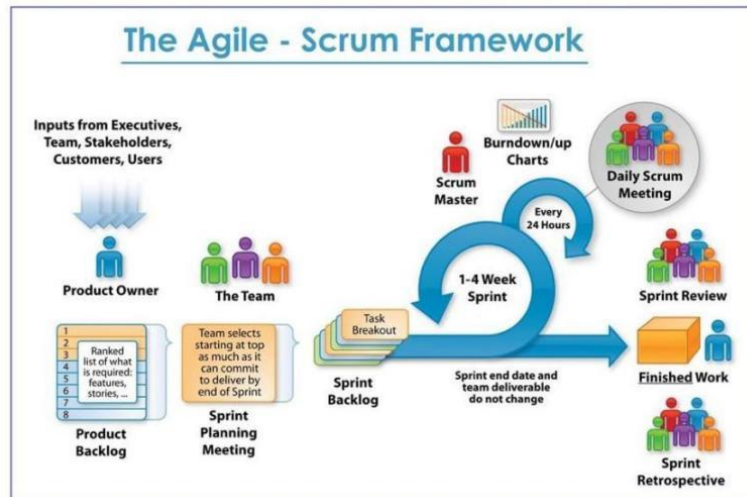 The Agile - Scrum Framework
Inputs from Executives,
Team, Stakeholders,
Customers, Users
Product Owner
The Team
1
2
3
4
5
6
7
8
Ranked
list of what
is required:
features,
stories, ...
Product
Backlog
Team selects
starting at top
as much as it
can commit
to deliver by
end of Sprint
Sprint
Planning
Meeting
Task
Breakout
Sprint
Backlog
Scrum
Master
Burndown/up
Charts
1-4 Week
Sprint
Every
24 Hours
Daily Scrum
Meeting
Sprint end date and
team deliverable
do not change
Sprint Review
Finished Work
Sprint
Retrospective